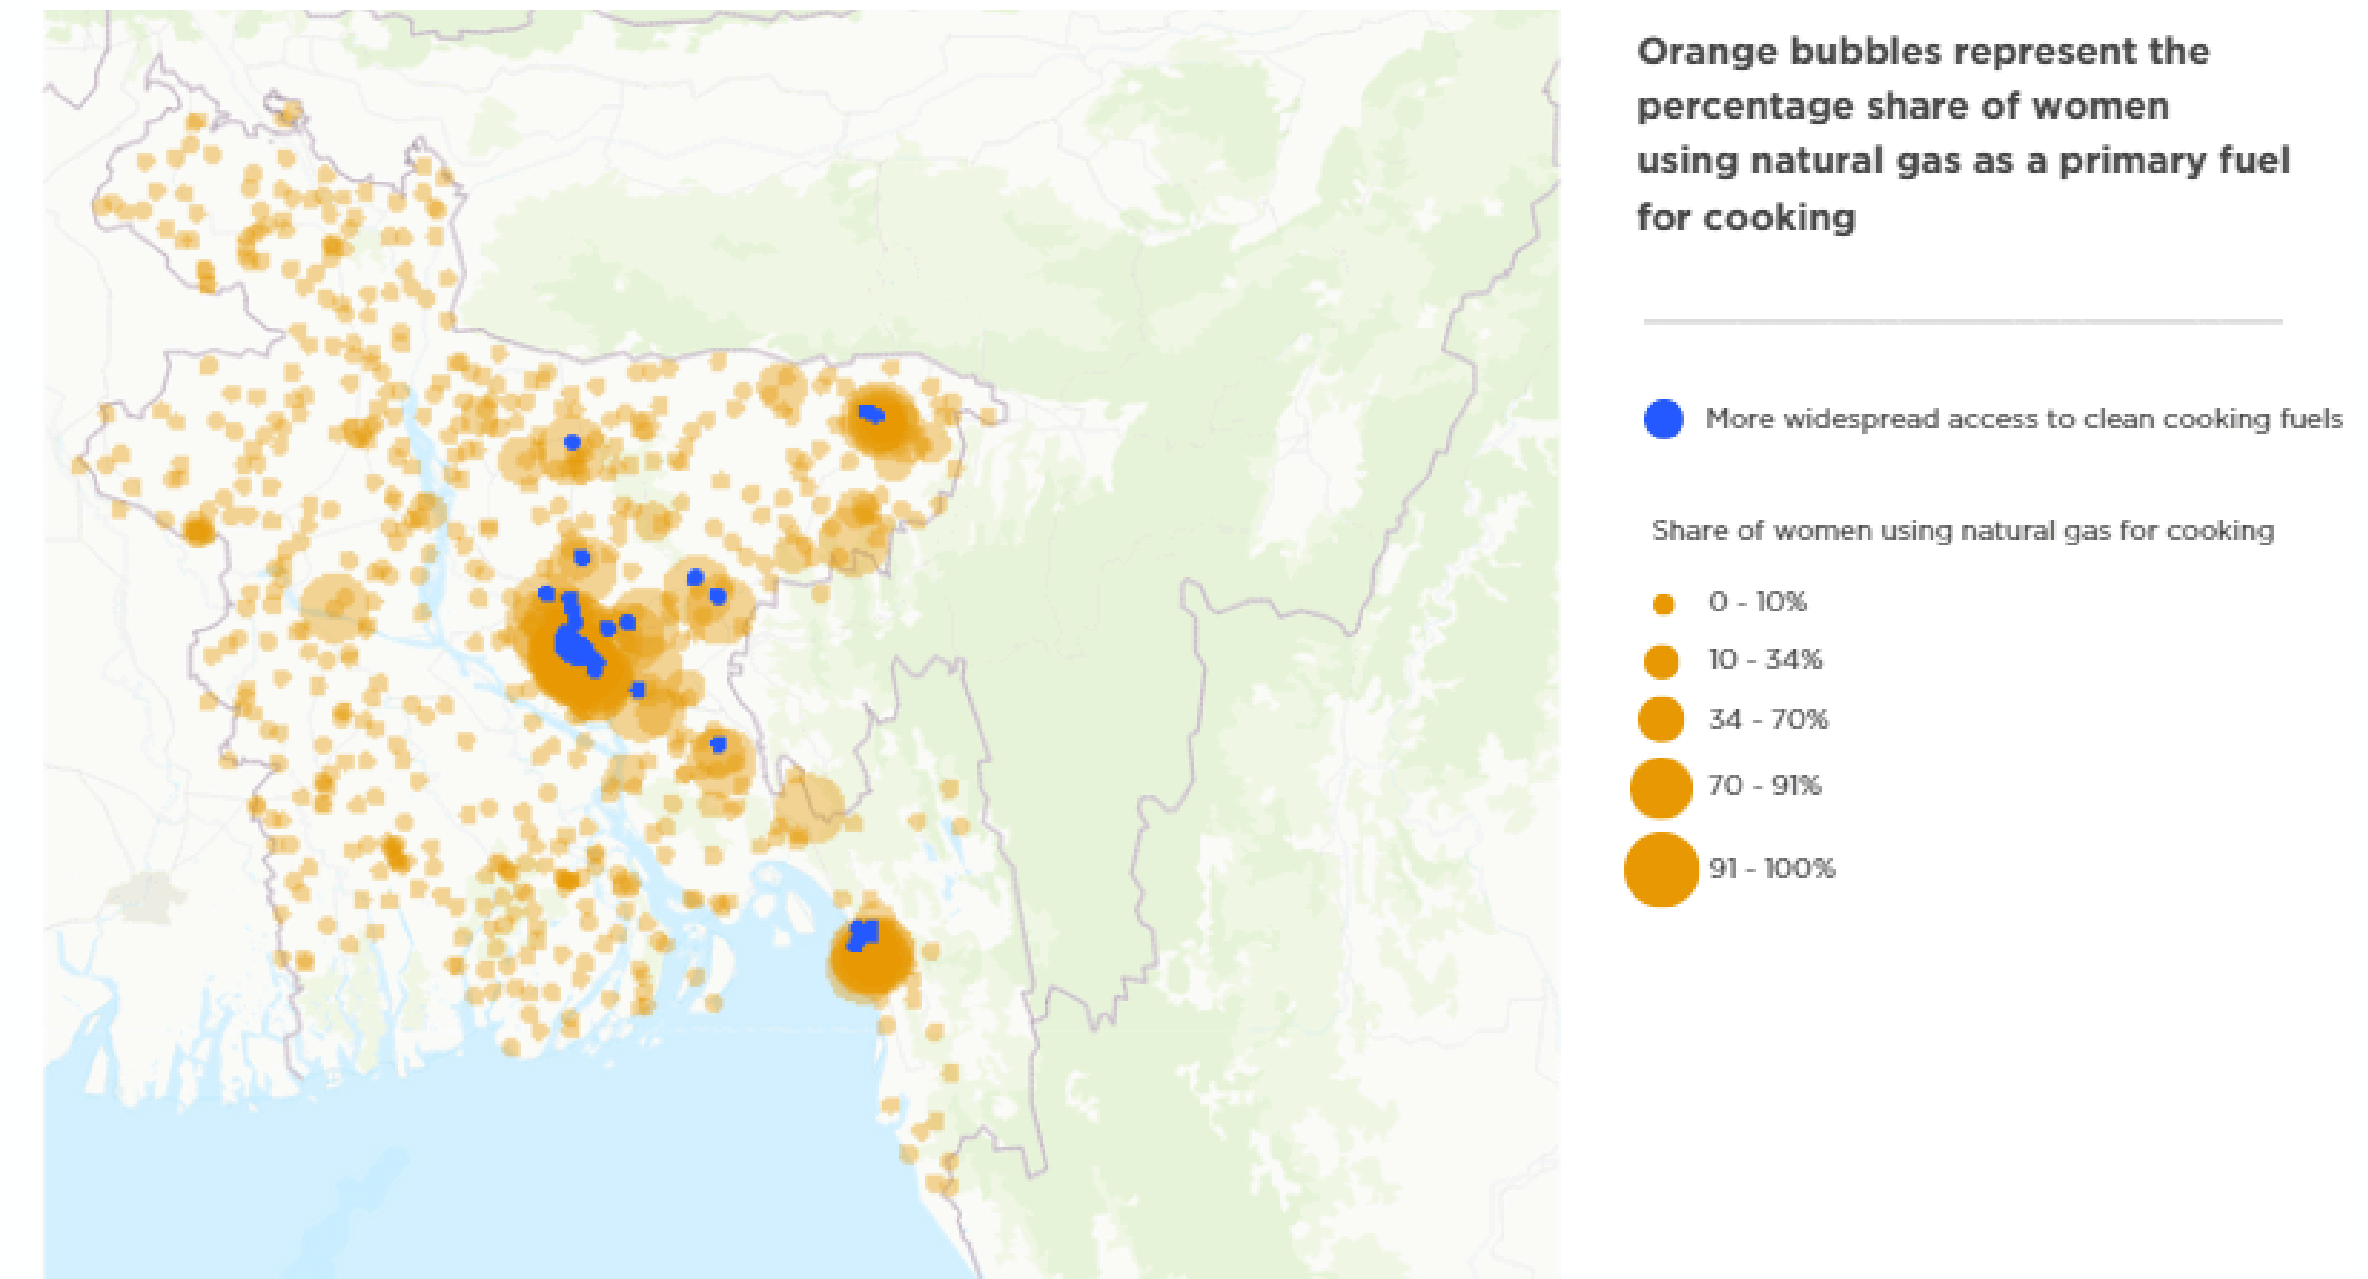 Orange bubbles represent the
percentage share of women
using natural gas as a primary fuel
for cooking
More widespread access to clean cooking fuels
Share of women using natural gas for cooking
0 - 10%
10 - 34%
34 - 70%
70 - 91%
91 - 100%